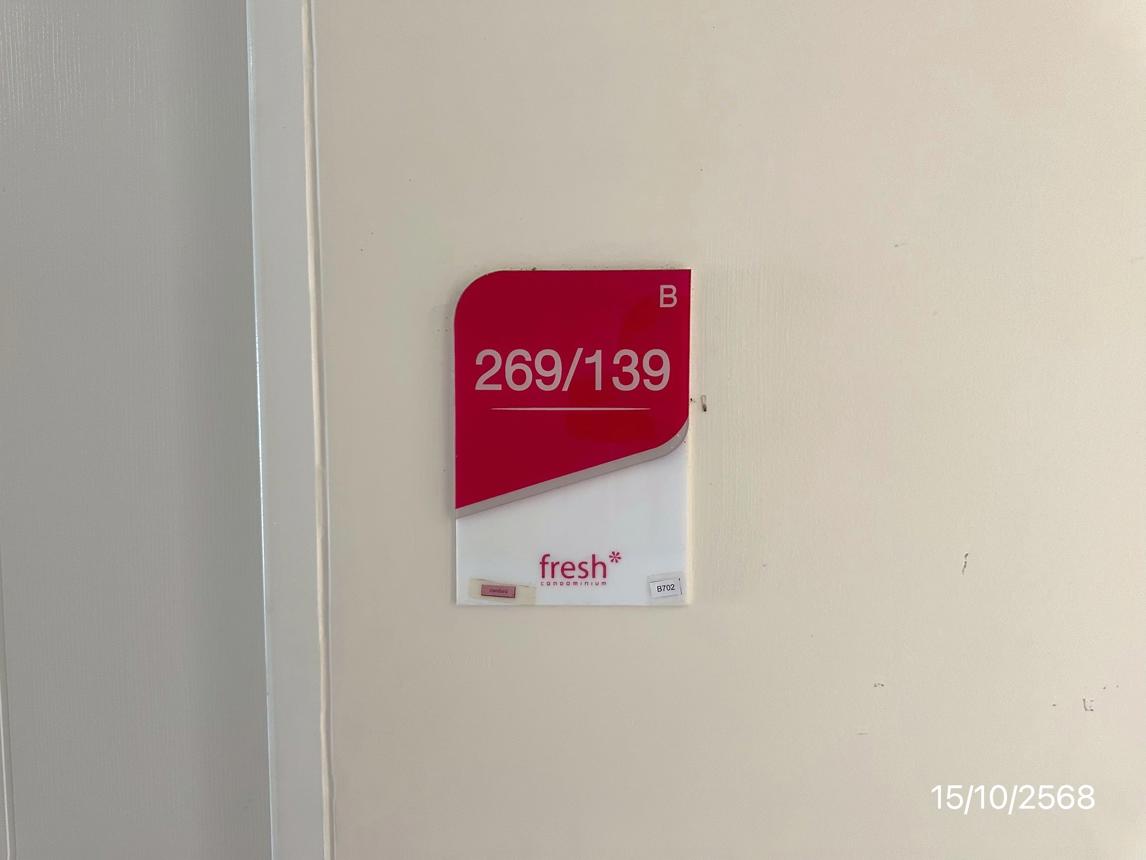 B
269/139
fresh*
condominium
B702
15/10/2568